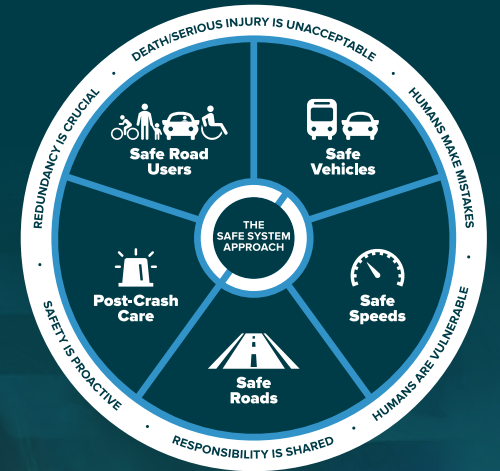 DEATH/SERIOUS INJURY IS UNACCEPTABLE
HUMANS MAKE MISTAKES
HUMANS ARE VULNERABLE
RESPONSIBILITY IS SHARED
SAFETY IS PROACTIVE
REDUNDANCY IS CRUCIAL
Safe Road
Users
Safe
Vehicles
THE
SAFE SYSTEM
APPROACH
Post-Crash
Care
Safe
Speeds
Safe
Roads